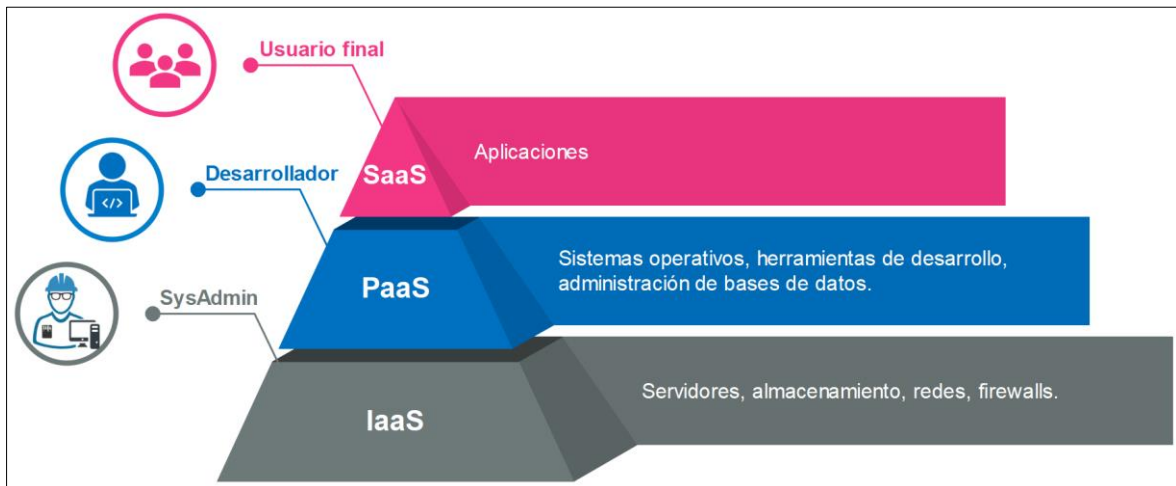 Usuario final
Aplicaciones
SaaS
Desarrollador
</>
Sistemas operativos, herramientas de desarrollo,
administración de bases de datos.
PaaS
SysAdmin
Servidores, almacenamiento, redes, firewalls.
IaaS